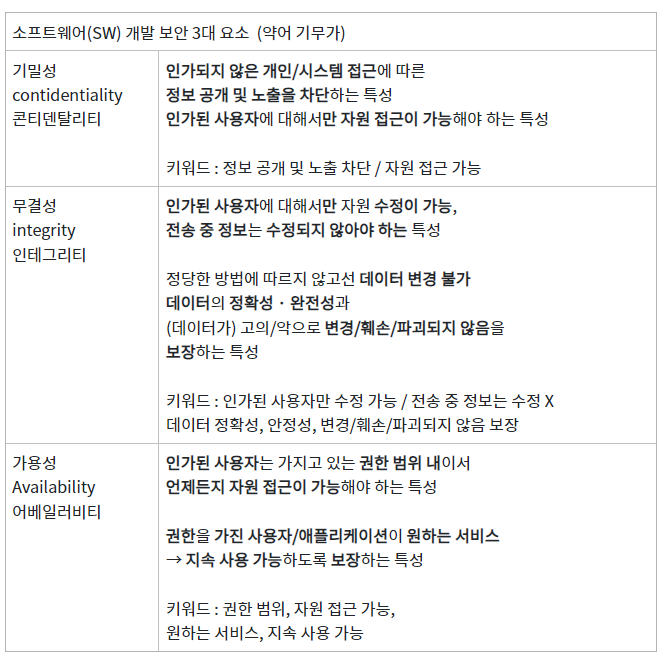 소프트웨어(SW) 개발 보안 3대 요소 (약어 기무가)
기밀성
contidentiality
콘티덴탈리티
인가되지 않은 개인/시스템 접근에 따른
정보 공개 및 노출을 차단하는 특성
인가된 사용자에 대해서만 자원 접근이 가능해야 하는 특성
키워드 : 정보 공개 및 노출 차단 / 자원 접근 가능
무결성
integrity
인테그리티
인가된 사용자에 대해서만 자원 수정이 가능,
전송 중 정보는 수정되지 않아야 하는 특성
정당한 방법에 따르지 않고선 데이터 변경 불가
데이터의 정확성 · 완전성과
(데이터가) 고의/악으로 변경/훼손/파괴되지 않음을
보장하는 특성
키워드 : 인가된 사용자만 수정 가능 / 전송 중 정보는 수정 X
데이터 정확성, 안정성, 변경/훼손/파괴되지 않음 보장
가용성
Availability
어베일러비티
인가된 사용자는 가지고 있는 권한 범위 내이서
언제든지 자원 접근이 가능해야 하는 특성
권한을 가진 사용자/애플리케이션이 원하는 서비스
→ 지속 사용 가능하도록 보장하는 특성
키워드 : 권한 범위, 자원 접근 가능,
원하는 서비스, 지속 사용 가능